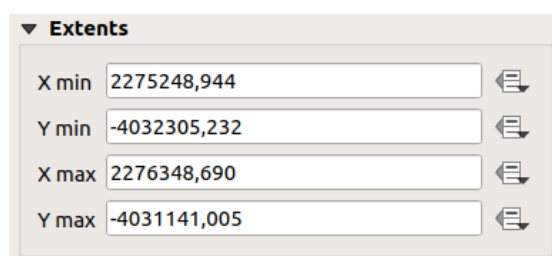 Extents
X min 2275248,944
Y min -4032305,232
X max 2276348,690
Y max -4031141,005